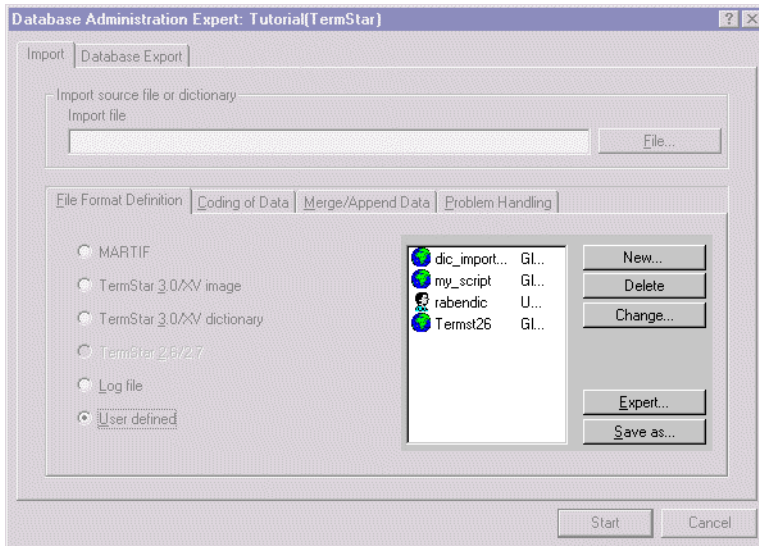 Database Administration Expert: Tutorial(TermStar)
Import Database Export
Import source file or dictionary
Import file
File...
File Format Definition Coding of Data Merge/Append Data Problem Handling
MARTIF
TermStar 3.0/XV image
TermStar 3.0/XV dictionary
TermStar 2.6/2.7
Log file
User defined
dic_import... Gl...
my_script Gl...
rabendic U...
Termst26 Gl...
New...
Delete
Change...
Expert...
Save as...
Start Cancel